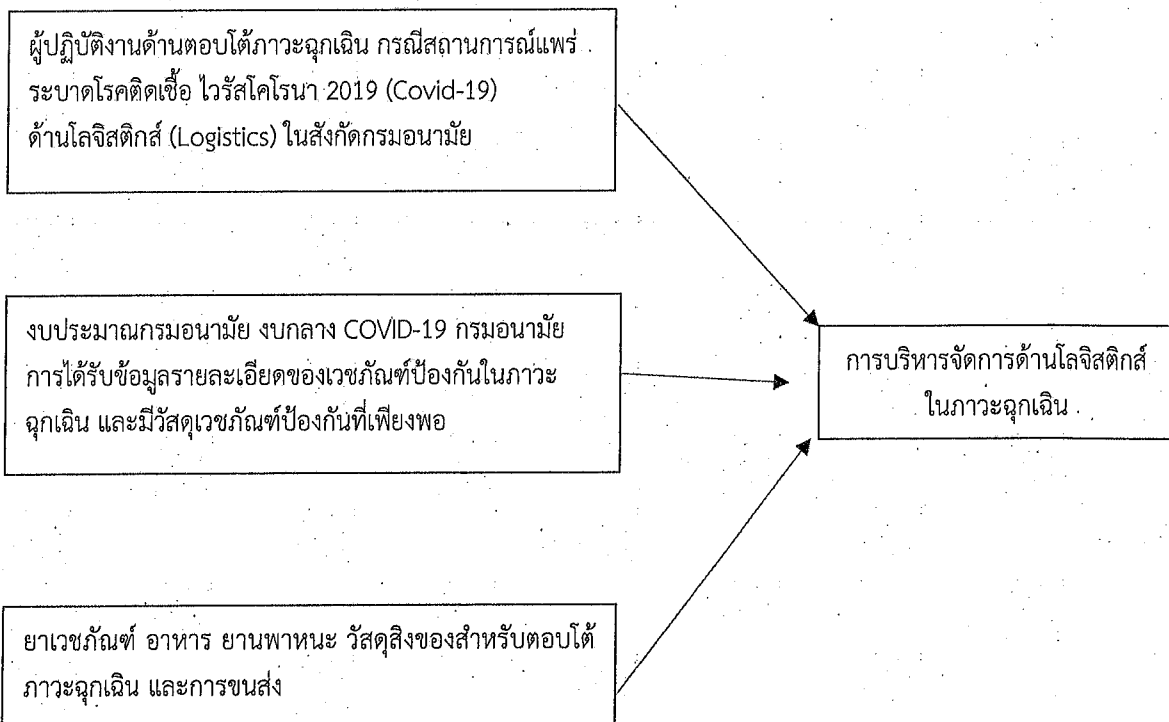 ผู้ปฏิบัติงานด้านตอบโต้ภาวะฉุกเฉิน กรณีสถานการณ์แพร่
ระบาดโรคติดเชื้อ ไวรัสโคโรนา 2019 (Covid-19)
ด้านโลจิสติกส์ (Logistics) ในสังกัดกรมอนามัย
งบประมาณกรมอนามัย งบกลาง COVID-19 กรมอนามัย
การได้รับข้อมูลรายละเอียดของเวชภัณฑ์ป้องกันในภาวะ
ฉุกเฉิน และมีวัสดุเวชภัณฑ์ป้องกันที่เพียงพอ
การบริหารจัดการด้านโลจิสติกส์
ในภาวะฉุกเฉิน
ยาเวชภัณฑ์ อาหาร ยานพาหนะ วัสดุสิ่งของสำหรับตอบโต้
ภาวะฉุกเฉิน และการขนส่ง